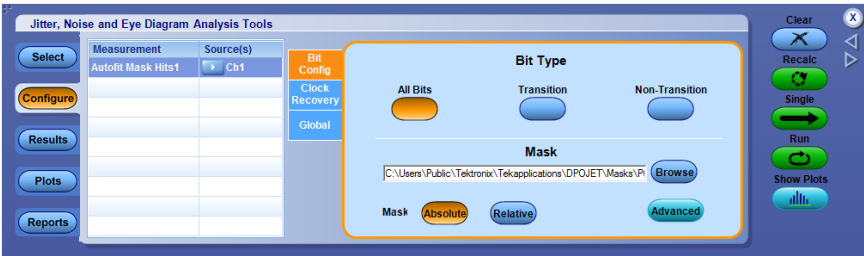 Jitter, Noise and Eye Diagram Analysis Tools
Clear
X
Select
Measurement Source(s)
Autofit Mask Hits1 Ch1
Bit
Config
Clock
Recovery
Global
Bit Type
All Bits Transition Non-Transition
Mask
C:\Users\Public\Tektronix\Tekapplications\DPOJET\Masks\ Browse
Mask Absolute Relative Advanced
Configure
Results
Plots
Reports
Recalc
Single
Run
Show Plots